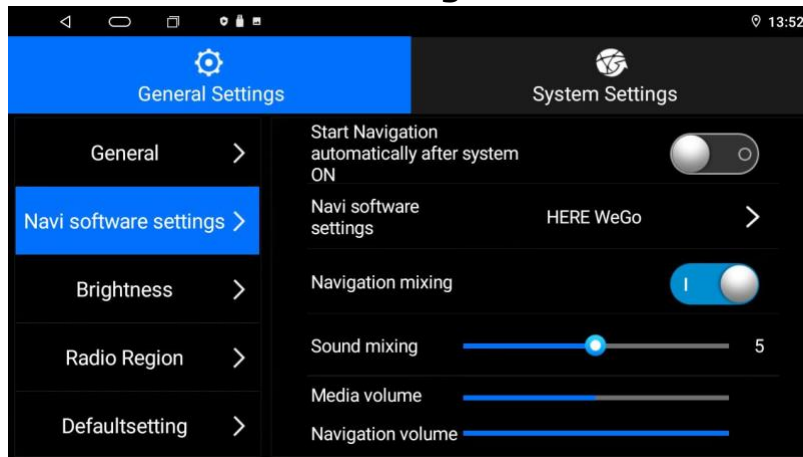 13:52
General Settings
System Settings
General
Navi software settings
Brightness
Radio Region
Defaultsetting
Start Navigation
automatically after system
ON
Navi software
settings
HERE WeGo
Navigation mixing
Sound mixing
5
Media volume
Navigation volume